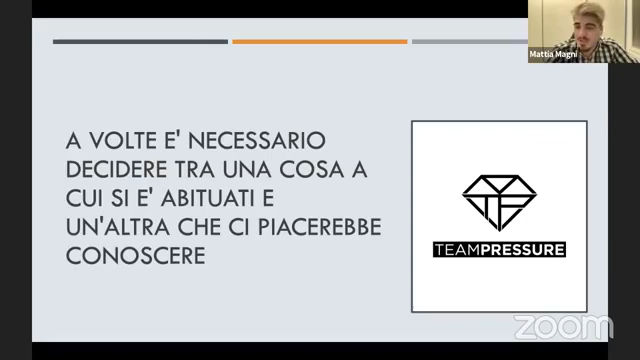 Mattia Magni
A VOLTE E' NECESSARIO
DECIDERE TRA UNA COSA A
CUI SI E' ABITUATI E
UN'ALTRA CHE CI PIACEREBBE
CONOSCERE
TEAMPRESSURE
zoom